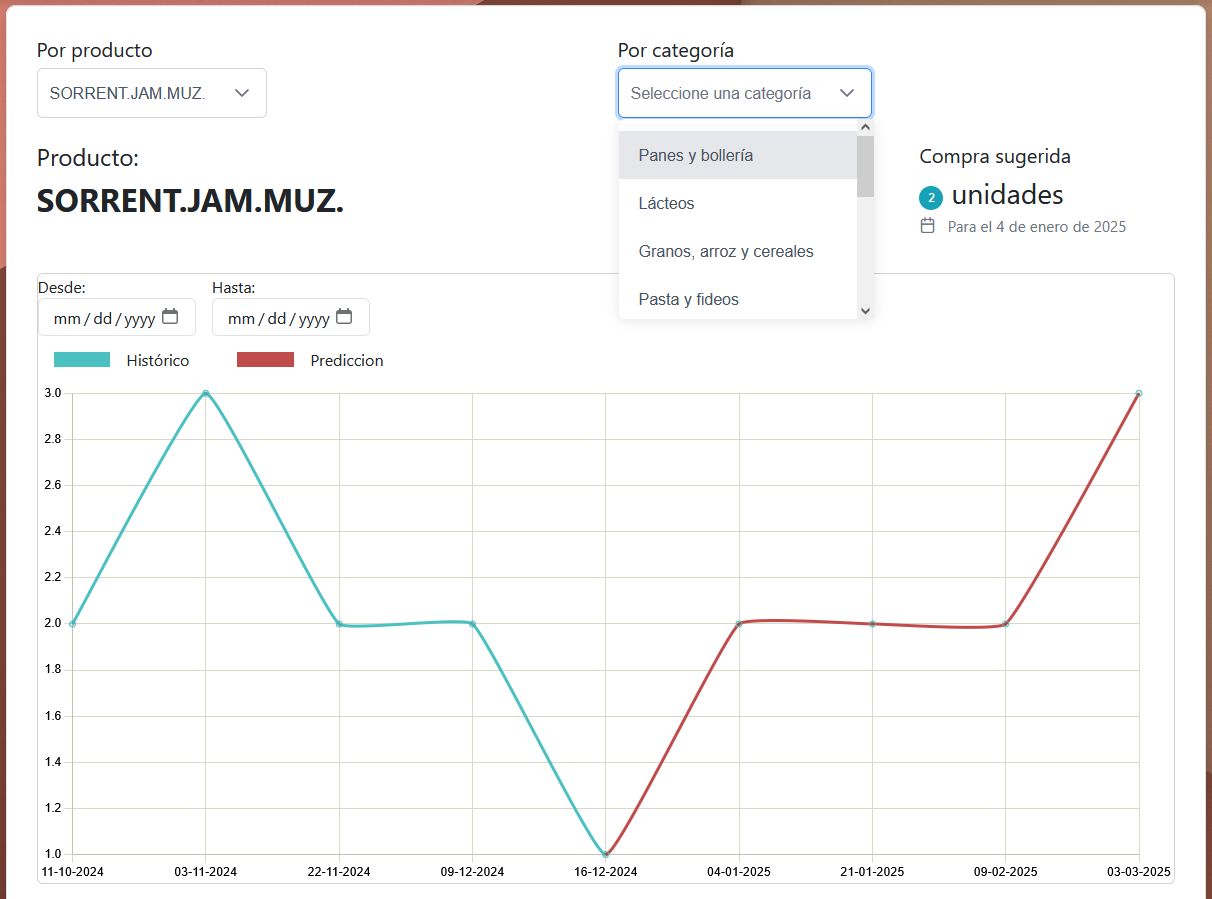 Por producto
SORRENT.JAM.MUZ.
Por categoría
Seleccione una categoría
Panes y bollería
Lácteos
Granos, arroz y cereales
Pasta y fideos
Producto:
SORRENT.JAM.MUZ.
Compra sugerida
2 unidades
Para el 4 de enero de 2025
Desde: Hasta:
mm/dd/yyyy mm/dd/yyyy
Histórico Prediccion
3.0
2.8
2.6
2.4
2.2
2.0
1.8
1.6
1.4
1.2
1.0
11-10-2024 03-11-2024 22-11-2024 09-12-2024 16-12-2024 04-01-2025 21-01-2025 09-02-2025 03-03-2025